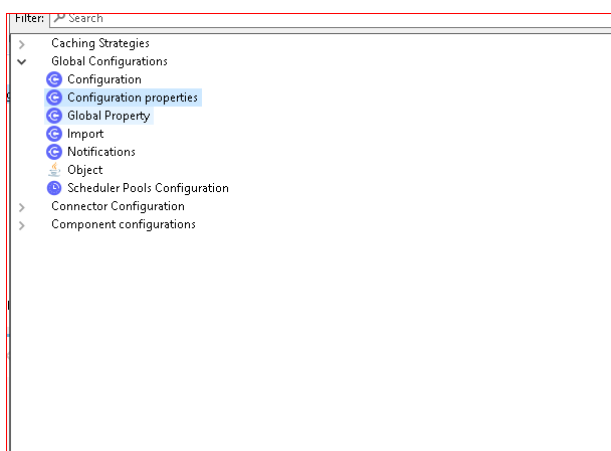 Filter: Search
Caching Strategies
Global Configurations
Configuration
Configuration properties
Global Property
Import
Notifications
Object
Scheduler Pools Configuration
Connector Configuration
Component configurations